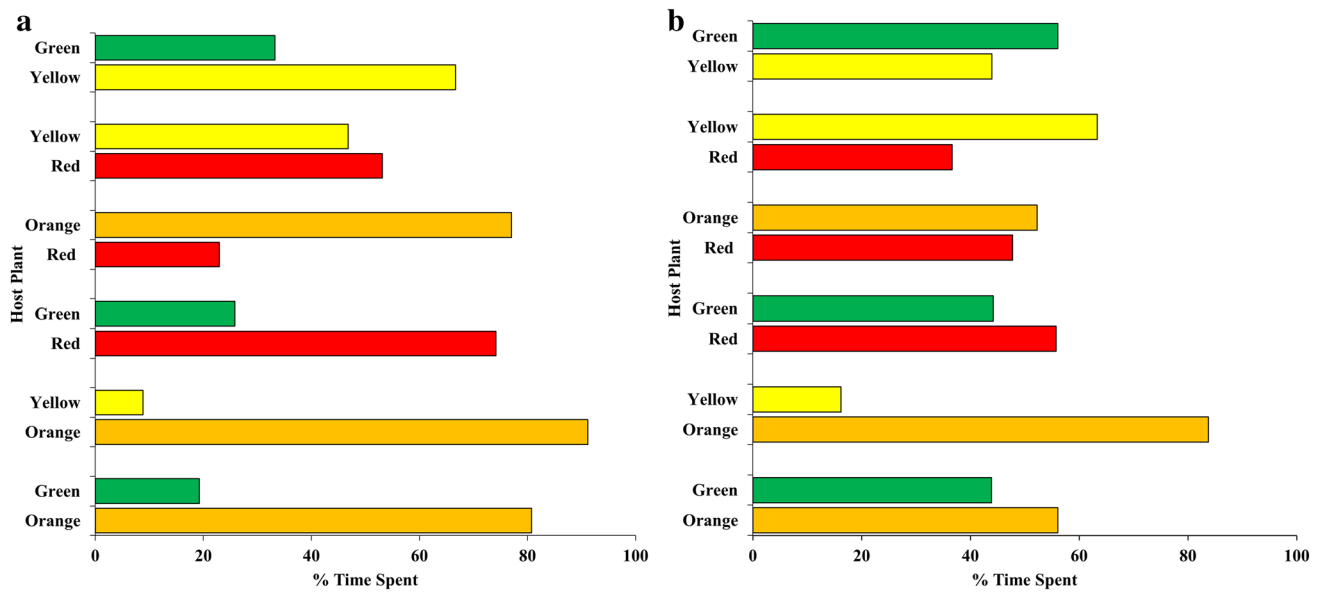 a
Green
Yellow
Yellow
Red
Orange
Red
Green
Red
Yellow
Orange
Green
Orange
Host Plant
0 20 40 60 80 100
% Time Spent
b
Green
Yellow
Yellow
Red
Orange
Red
Green
Red
Yellow
Orange
Green
Orange
Host Plant
0 20 40 60 80 100
% Time Spent